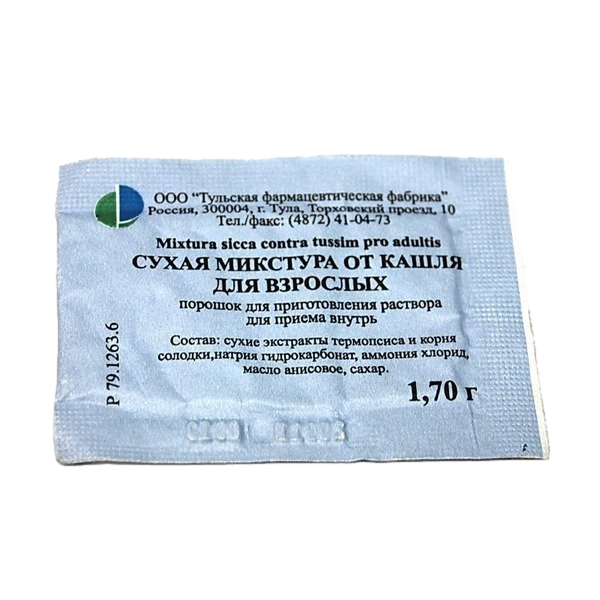 ООО "Тульская фармацевтическая фабрика"
Россия, 300004, г. Тула, Торховский проезд, 10
Тел./факс: (4872) 41-04-73
Mixtura sicca contra tussim pro adultis
СУХАЯ МИКСТУРА ОТ КАШЛЯ
ДЛЯ ВЗРОСЛЫХ
порошок для приготовления раствора
для приема внутрь
Состав: сухие экстракты термопсиса и корня
солодки,натрия гидрокарбонат, аммония хлорид,
масло анисовое, сахар.
1,70 г
Р 79.1263.6